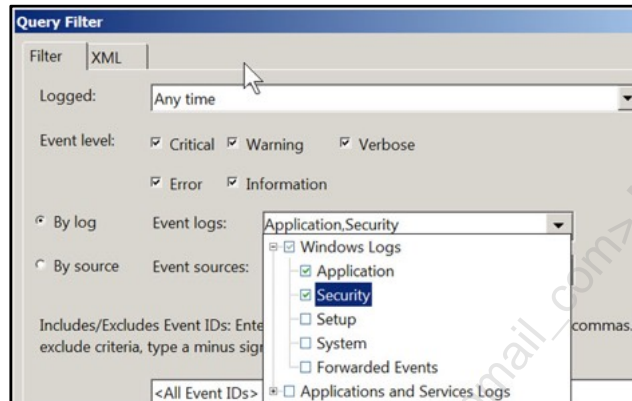 Query Filter
Filter XML
Logged: Any time
Event level: Critical Warning Verbose
Error Information
By log Event logs: Application,Security
Windows Logs
By source Event sources: Application
Security
Setup
Includes/Excludes Event IDs: Ente commas.
System
exclude criteria, type a minus sign
Forwarded Events
<All Event IDs> Applications and Services Logs
mail_com>